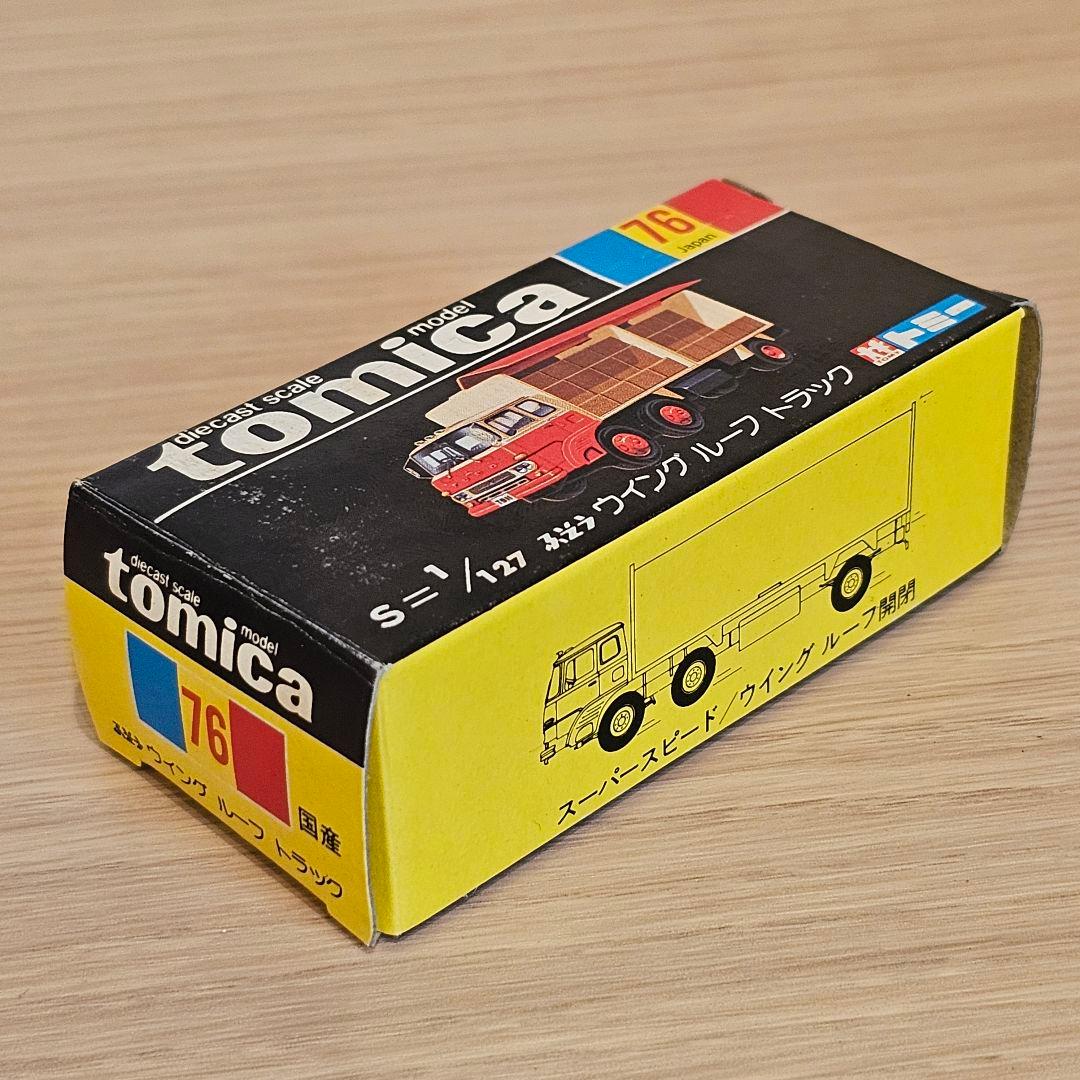 diecast scale model
tomica
76
Japan
TOMY トミー
S=1/127 ふそう ウイング ルーフ トラック
diecast scale model
tomica
76
国産
ふそう ウイング ルーフ トラック
スーパースピード/ウイング ルーフ開閉